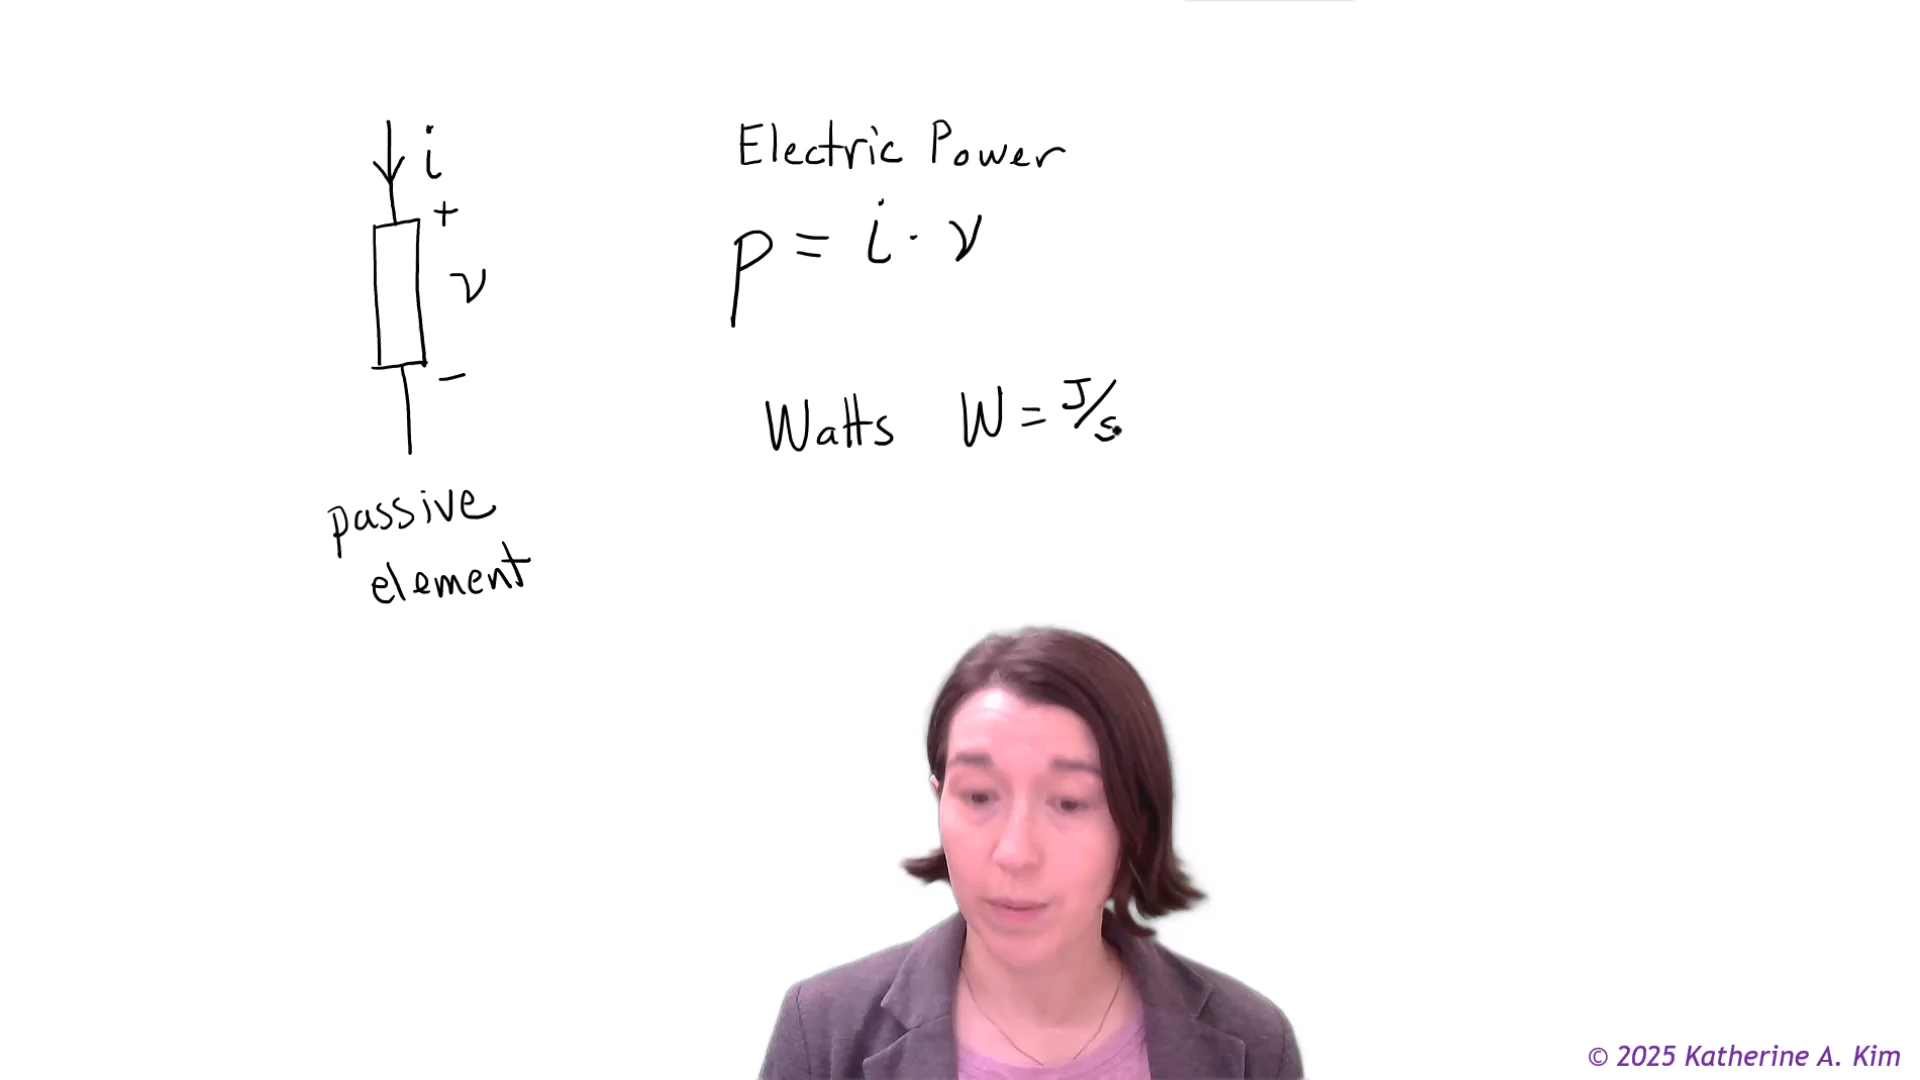 i
+
v
–
passive
element
Electric Power
p = i · v
Watts W = J/s
© 2025 Katherine A. Kim